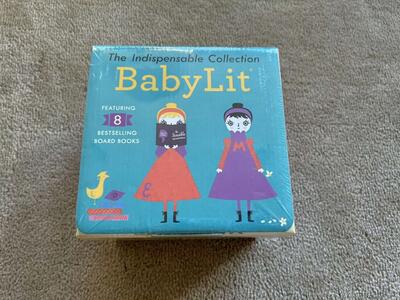 The Indispensable Collection
BabyLit
FEATURING
8
BESTSELLING
BOARD BOOKS
E
M